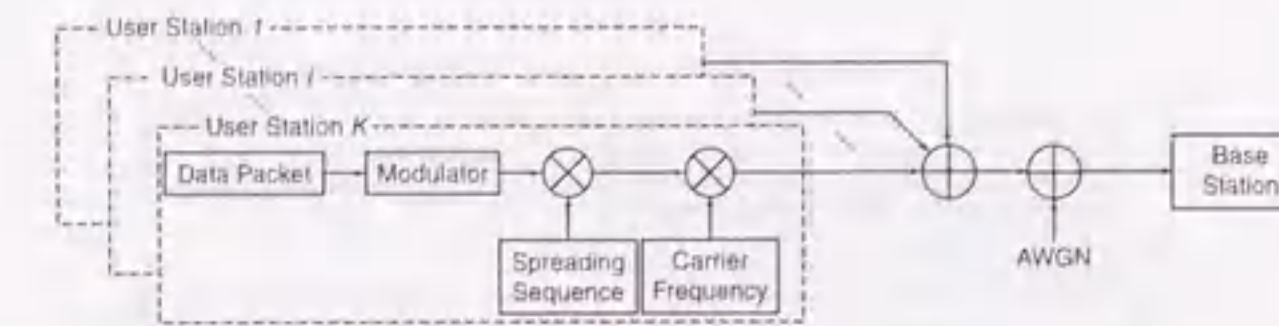 User Station 1
User Station i
User Station K
Data Packet
Modulator
Spreading
Sequence
Carrier
Frequency
AWGN
Base
Station